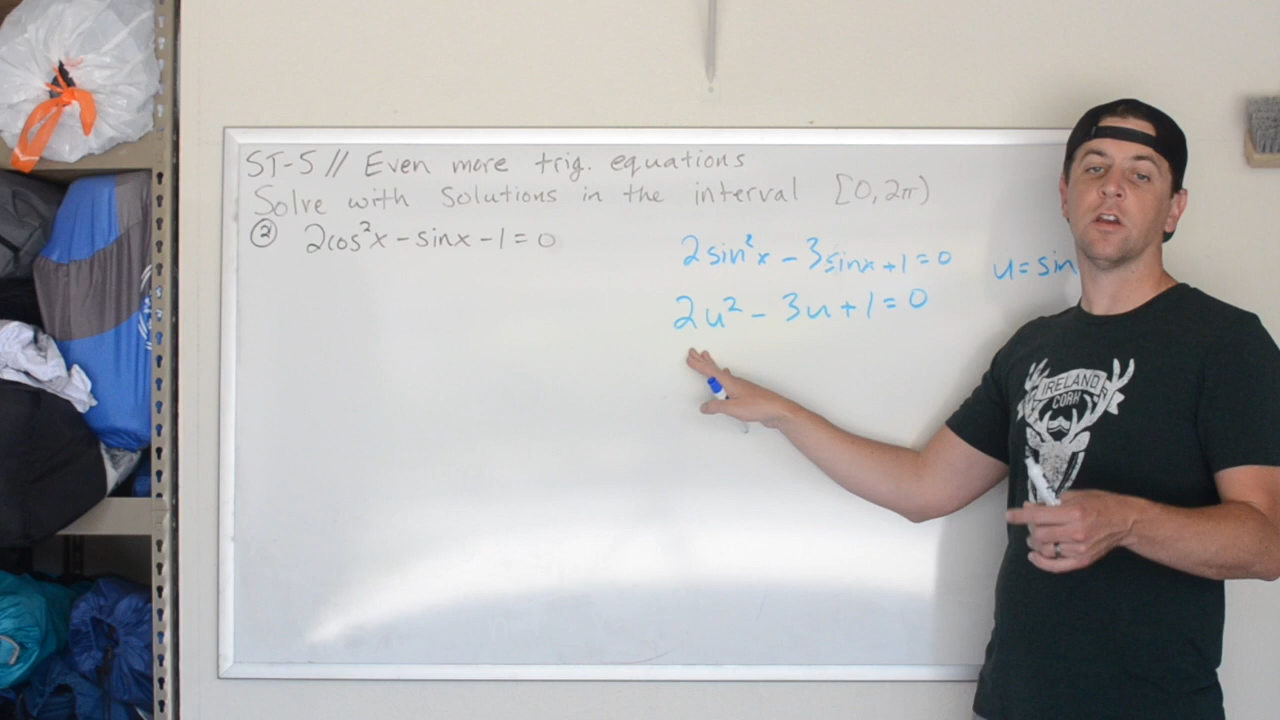 ST-5 // Even more trig. equations
Solve with Solutions in the interval [0, 2π)
② 2cos²x - sinx - 1 = 0
2sin²x - 3sinx + 1 = 0
u = sin
2u² - 3u + 1 = 0
IRELAND
CORK